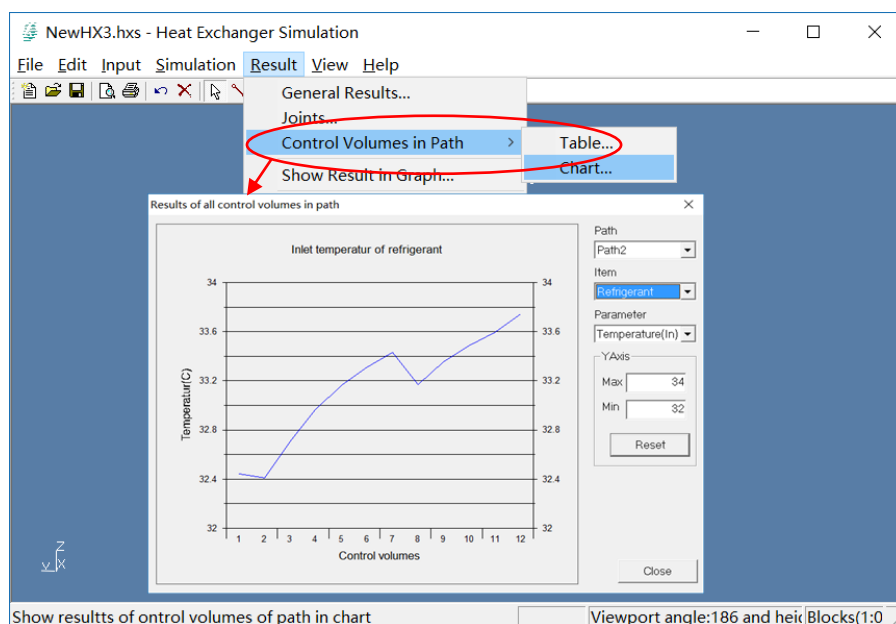 NewHX3.hxs - Heat Exchanger Simulation
File Edit Input Simulation Result View Help
General Results...
Joints...
Control Volumes in Path
Table...
Chart...
Show Result in Graph...
Results of all control volumes in path
Inlet temperatur of refrigerant
Path
Path2
Item
Refrigerant
Parameter
Temperature(In)
YAxis
Max 34
Min 32
Reset
Close
34 34
33.6 33.6
33.2 33.2
32.8 32.8
32.4 32.4
32 32
Temperatur(C)
1 2 3 4 5 6 7 8 9 10 11 12
Control volumes
Z
Y X
Show resultts of ontrol volumes of path in chart
Viewport angle:186 and heig Blocks(1:0